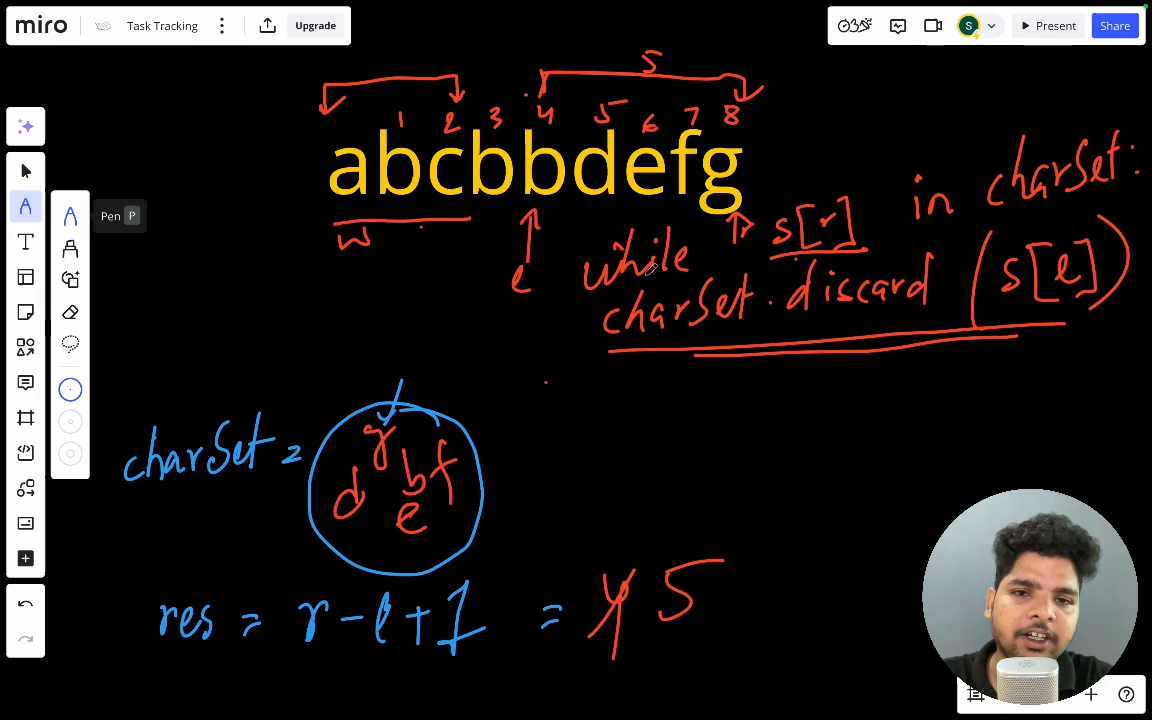 miro Task Tracking Upgrade
S Present Share
5
1 2 3 4 5 6 7 8
abcbbdefg
Pen P
w
l r
while s[r] in charSet:
charSet.discard(s[l])
charSet =
g
d b f
e
res = r-l+1 = 4 5